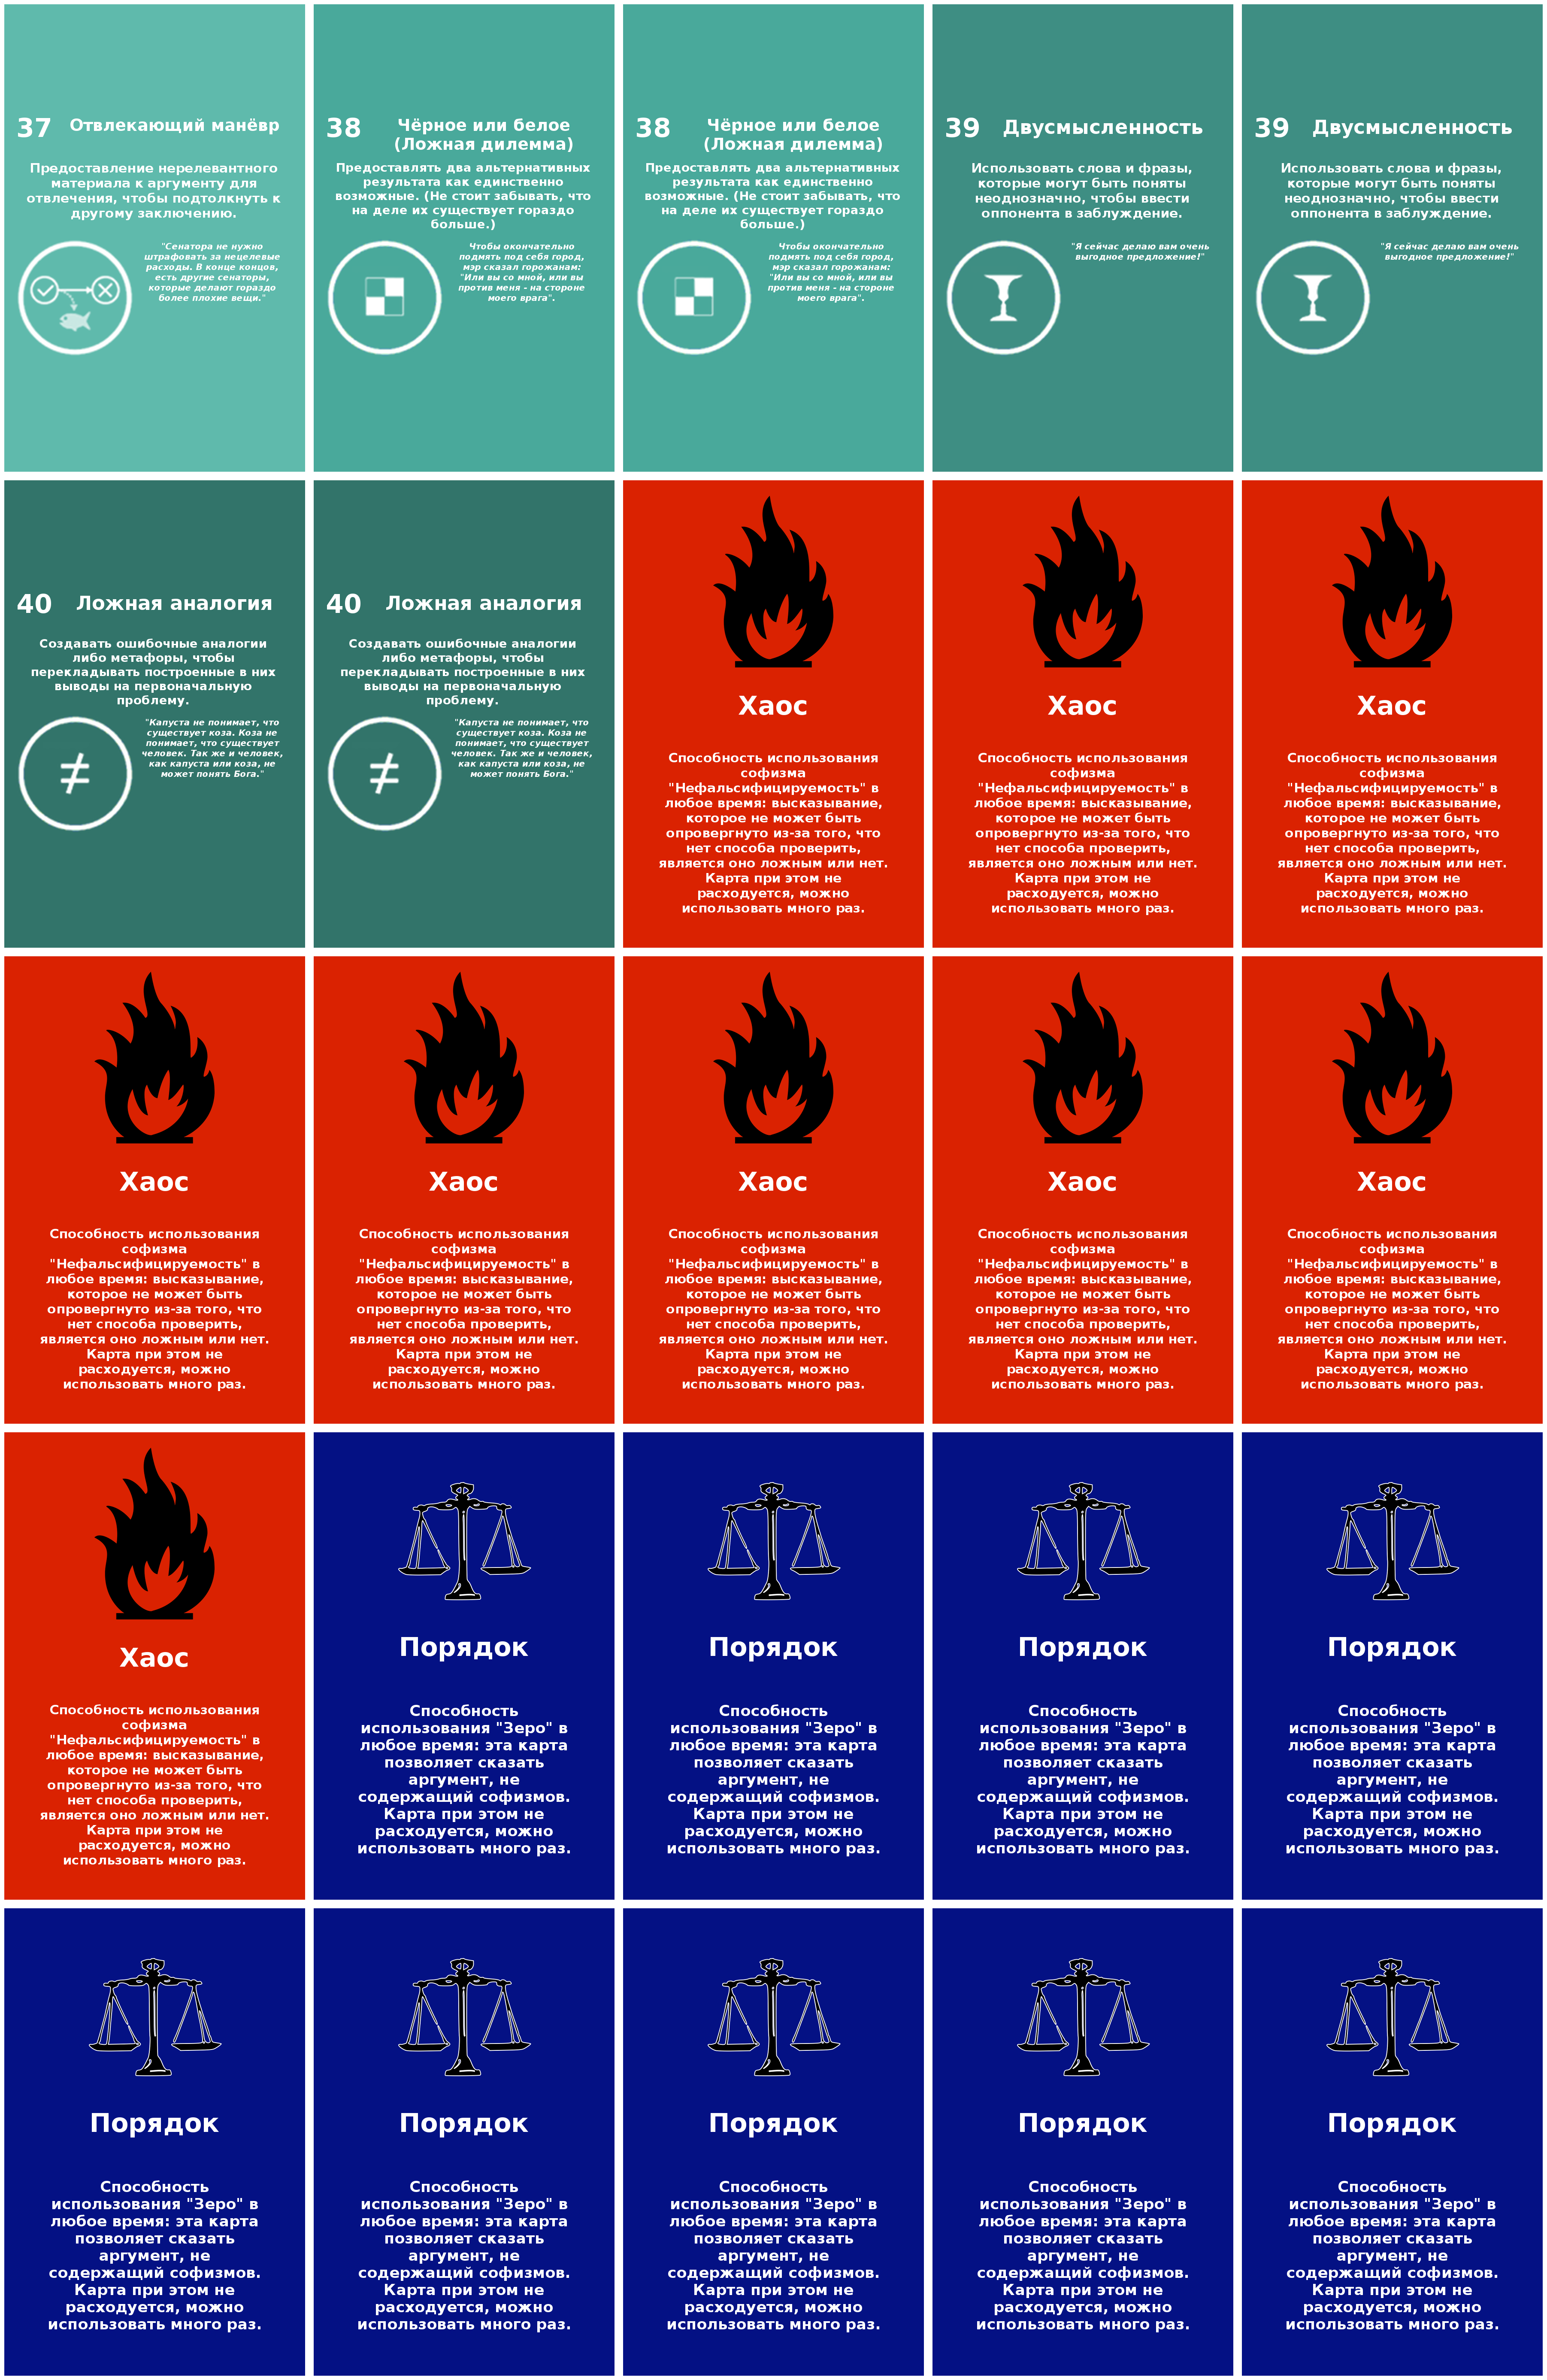 37 Отвлекающий манёвр
Предоставление нерелевантного
материала к аргументу для
отвлечения, чтобы подтолкнуть к
другому заключению.
"Сенатора не нужно
штрафовать за нецелевые
расходы. В конце концов,
есть другие сенаторы,
которые делают гораздо
более плохие вещи."
38 Чёрное или белое
(Ложная дилемма)
Предоставлять два альтернативных
результата как единственно
возможные. (Не стоит забывать, что
на деле их существует гораздо
больше.)
Чтобы окончательно
подмять под себя город,
мэр сказал горожанам:
"Или вы со мной, или вы
против меня - на стороне
моего врага".
38 Чёрное или белое
(Ложная дилемма)
Предоставлять два альтернативных
результата как единственно
возможные. (Не стоит забывать, что
на деле их существует гораздо
больше.)
Чтобы окончательно
подмять под себя город,
мэр сказал горожанам:
"Или вы со мной, или вы
против меня - на стороне
моего врага".
39 Двусмысленность
Использовать слова и фразы,
которые могут быть поняты
неоднозначно, чтобы ввести
оппонента в заблуждение.
"Я сейчас делаю вам очень
выгодное предложение!"
39 Двусмысленность
Использовать слова и фразы,
которые могут быть поняты
неоднозначно, чтобы ввести
оппонента в заблуждение.
"Я сейчас делаю вам очень
выгодное предложение!"
40 Ложная аналогия
Создавать ошибочные аналогии
либо метафоры, чтобы
перекладывать построенные в них
выводы на первоначальную
проблему.
"Капуста не понимает, что
существует коза. Коза не
понимает, что существует
человек. Так же и человек,
как капуста или коза, не
может понять Бога."
40 Ложная аналогия
Создавать ошибочные аналогии
либо метафоры, чтобы
перекладывать построенные в них
выводы на первоначальную
проблему.
"Капуста не понимает, что
существует коза. Коза не
понимает, что существует
человек. Так же и человек,
как капуста или коза, не
может понять Бога."
Хаос
Способность использования
софизма
"Нефальсифицируемость" в
любое время: высказывание,
которое не может быть
опровергнуто из-за того, что
нет способа проверить,
является оно ложным или нет.
Карта при этом не
расходуется, можно
использовать много раз.
Хаос
Способность использования
софизма
"Нефальсифицируемость" в
любое время: высказывание,
которое не может быть
опровергнуто из-за того, что
нет способа проверить,
является оно ложным или нет.
Карта при этом не
расходуется, можно
использовать много раз.
Хаос
Способность использования
софизма
"Нефальсифицируемость" в
любое время: высказывание,
которое не может быть
опровергнуто из-за того, что
нет способа проверить,
является оно ложным или нет.
Карта при этом не
расходуется, можно
использовать много раз.
Хаос
Способность использования
софизма
"Нефальсифицируемость" в
любое время: высказывание,
которое не может быть
опровергнуто из-за того, что
нет способа проверить,
является оно ложным или нет.
Карта при этом не
расходуется, можно
использовать много раз.
Хаос
Способность использования
софизма
"Нефальсифицируемость" в
любое время: высказывание,
которое не может быть
опровергнуто из-за того, что
нет способа проверить,
является оно ложным или нет.
Карта при этом не
расходуется, можно
использовать много раз.
Хаос
Способность использования
софизма
"Нефальсифицируемость" в
любое время: высказывание,
которое не может быть
опровергнуто из-за того, что
нет способа проверить,
является оно ложным или нет.
Карта при этом не
расходуется, можно
использовать много раз.
Хаос
Способность использования
софизма
"Нефальсифицируемость" в
любое время: высказывание,
которое не может быть
опровергнуто из-за того, что
нет способа проверить,
является оно ложным или нет.
Карта при этом не
расходуется, можно
использовать много раз.
Хаос
Способность использования
софизма
"Нефальсифицируемость" в
любое время: высказывание,
которое не может быть
опровергнуто из-за того, что
нет способа проверить,
является оно ложным или нет.
Карта при этом не
расходуется, можно
использовать много раз.
Хаос
Способность использования
софизма
"Нефальсифицируемость" в
любое время: высказывание,
которое не может быть
опровергнуто из-за того, что
нет способа проверить,
является оно ложным или нет.
Карта при этом не
расходуется, можно
использовать много раз.
Порядок
Способность
использования "Зеро" в
любое время: эта карта
позволяет сказать
аргумент, не
содержащий софизмов.
Карта при этом не
расходуется, можно
использовать много раз.
Порядок
Способность
использования "Зеро" в
любое время: эта карта
позволяет сказать
аргумент, не
содержащий софизмов.
Карта при этом не
расходуется, можно
использовать много раз.
Порядок
Способность
использования "Зеро" в
любое время: эта карта
позволяет сказать
аргумент, не
содержащий софизмов.
Карта при этом не
расходуется, можно
использовать много раз.
Порядок
Способность
использования "Зеро" в
любое время: эта карта
позволяет сказать
аргумент, не
содержащий софизмов.
Карта при этом не
расходуется, можно
использовать много раз.
Порядок
Способность
использования "Зеро" в
любое время: эта карта
позволяет сказать
аргумент, не
содержащий софизмов.
Карта при этом не
расходуется, можно
использовать много раз.
Порядок
Способность
использования "Зеро" в
любое время: эта карта
позволяет сказать
аргумент, не
содержащий софизмов.
Карта при этом не
расходуется, можно
использовать много раз.
Порядок
Способность
использования "Зеро" в
любое время: эта карта
позволяет сказать
аргумент, не
содержащий софизмов.
Карта при этом не
расходуется, можно
использовать много раз.
Порядок
Способность
использования "Зеро" в
любое время: эта карта
позволяет сказать
аргумент, не
содержащий софизмов.
Карта при этом не
расходуется, можно
использовать много раз.
Порядок
Способность
использования "Зеро" в
любое время: эта карта
позволяет сказать
аргумент, не
содержащий софизмов.
Карта при этом не
расходуется, можно
использовать много раз.